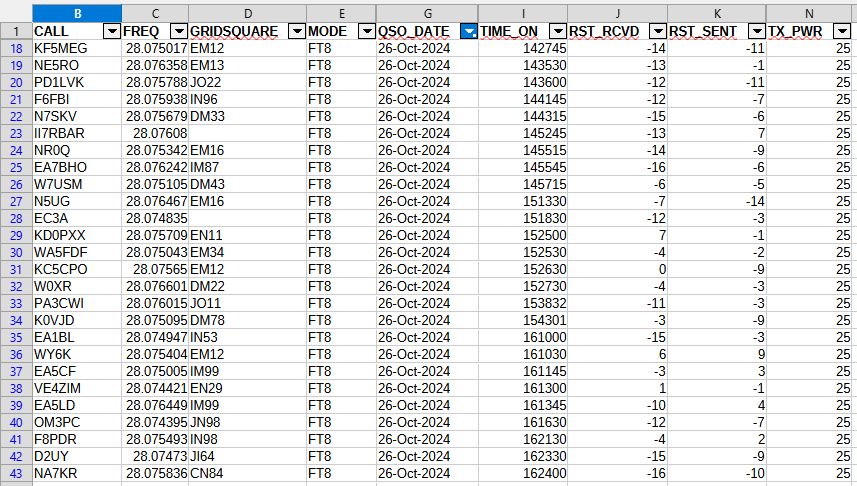 B C D E G I J K N
1 CALL FREQ GRIDSQUARE MODE QSO_DATE TIME_ON RST_RCVD RST_SENT TX_PWR
18 KF5MEG 28.075017 EM12 FT8 26-Oct-2024 142745 -14 -11 25
19 NE5RO 28.076358 EM13 FT8 26-Oct-2024 143530 -13 -1 25
20 PD1LVK 28.075788 JO22 FT8 26-Oct-2024 143600 -12 -11 25
21 F6FBI 28.075938 IN96 FT8 26-Oct-2024 144145 -12 -7 25
22 N7SKV 28.075679 DM33 FT8 26-Oct-2024 144315 -15 -6 25
23 II7RBAR 28.07608 FT8 26-Oct-2024 145245 -13 7 25
24 NR0Q 28.075342 EM16 FT8 26-Oct-2024 145515 -14 -9 25
25 EA7BHO 28.076242 IM87 FT8 26-Oct-2024 145545 -16 -6 25
26 W7USM 28.075105 DM43 FT8 26-Oct-2024 145715 -6 -5 25
27 N5UG 28.076467 EM16 FT8 26-Oct-2024 151330 -7 -14 25
28 EC3A 28.074835 FT8 26-Oct-2024 151830 -12 -3 25
29 KD0PXX 28.075709 EN11 FT8 26-Oct-2024 152500 7 -1 25
30 WA5FDF 28.075043 EM34 FT8 26-Oct-2024 152530 -4 -2 25
31 KC5CPO 28.07565 EM12 FT8 26-Oct-2024 152630 0 -9 25
32 W0XR 28.076601 DM22 FT8 26-Oct-2024 152730 -4 -3 25
33 PA3CWI 28.076015 JO11 FT8 26-Oct-2024 153832 -11 -3 25
34 K0VJD 28.075095 DM78 FT8 26-Oct-2024 154301 -3 -9 25
35 EA1BL 28.074947 IN53 FT8 26-Oct-2024 161000 -15 -3 25
36 WY6K 28.075404 EM12 FT8 26-Oct-2024 161030 6 9 25
37 EA5CF 28.075005 IM99 FT8 26-Oct-2024 161145 -3 3 25
38 VE4ZIM 28.074421 EN29 FT8 26-Oct-2024 161300 1 -1 25
39 EA5LD 28.076449 IM99 FT8 26-Oct-2024 161345 -10 4 25
40 OM3PC 28.074395 JN98 FT8 26-Oct-2024 161630 -12 -7 25
41 F8PDR 28.075493 IN98 FT8 26-Oct-2024 162130 -4 2 25
42 D2UY 28.07473 JI64 FT8 26-Oct-2024 162330 -15 -9 25
43 NA7KR 28.075836 CN84 FT8 26-Oct-2024 162400 -16 -10 25